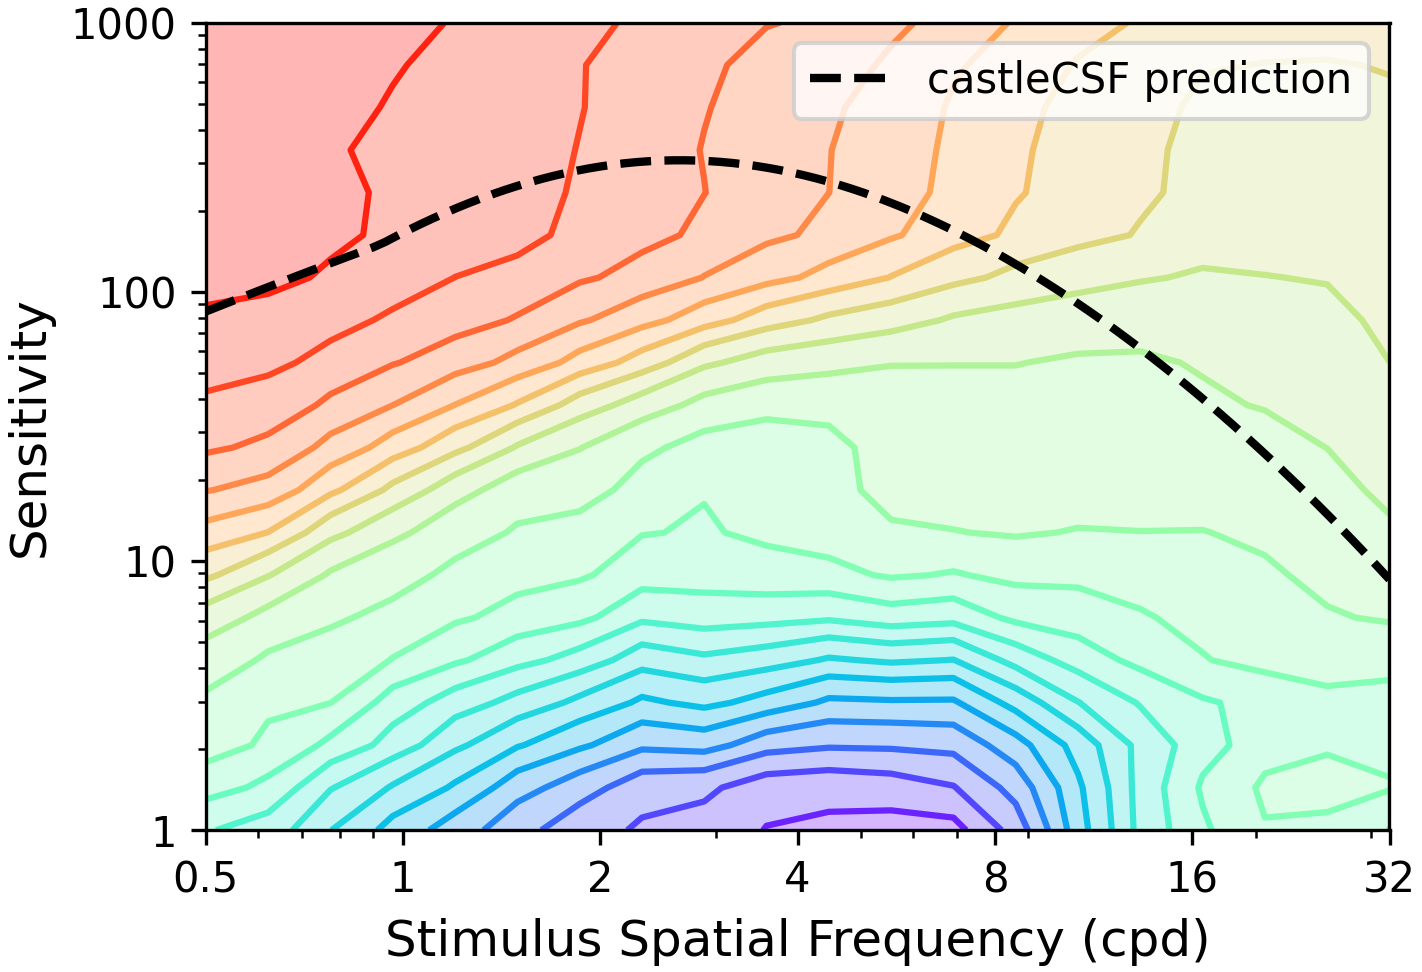 1000
100
10
1
Sensitivity
castleCSF prediction
0.5 1 2 4 8 16 32
Stimulus Spatial Frequency (cpd)